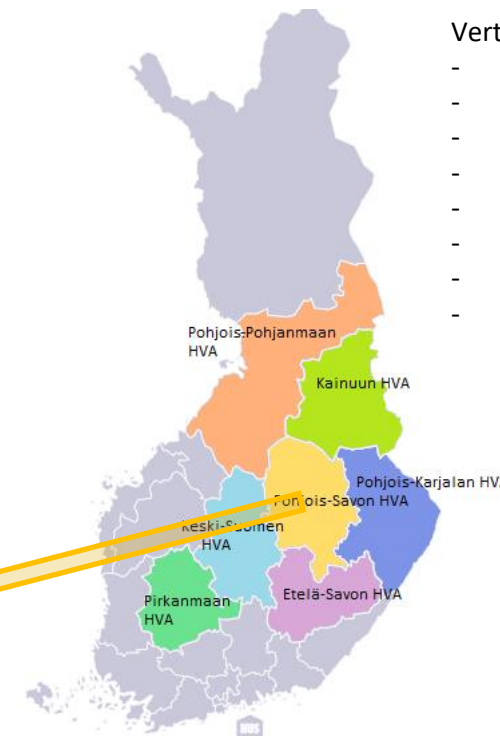 Vert
-
-
-
-
-
-
-
-
Pohjois-Pohjanmaan
HVA
Kainuun HVA
Pohjois-Karjalan HVA
Pohjois-Savon HVA
Keski-Suomen
HVA
Etelä-Savon HVA
Pirkanmaan
HVA
HUS